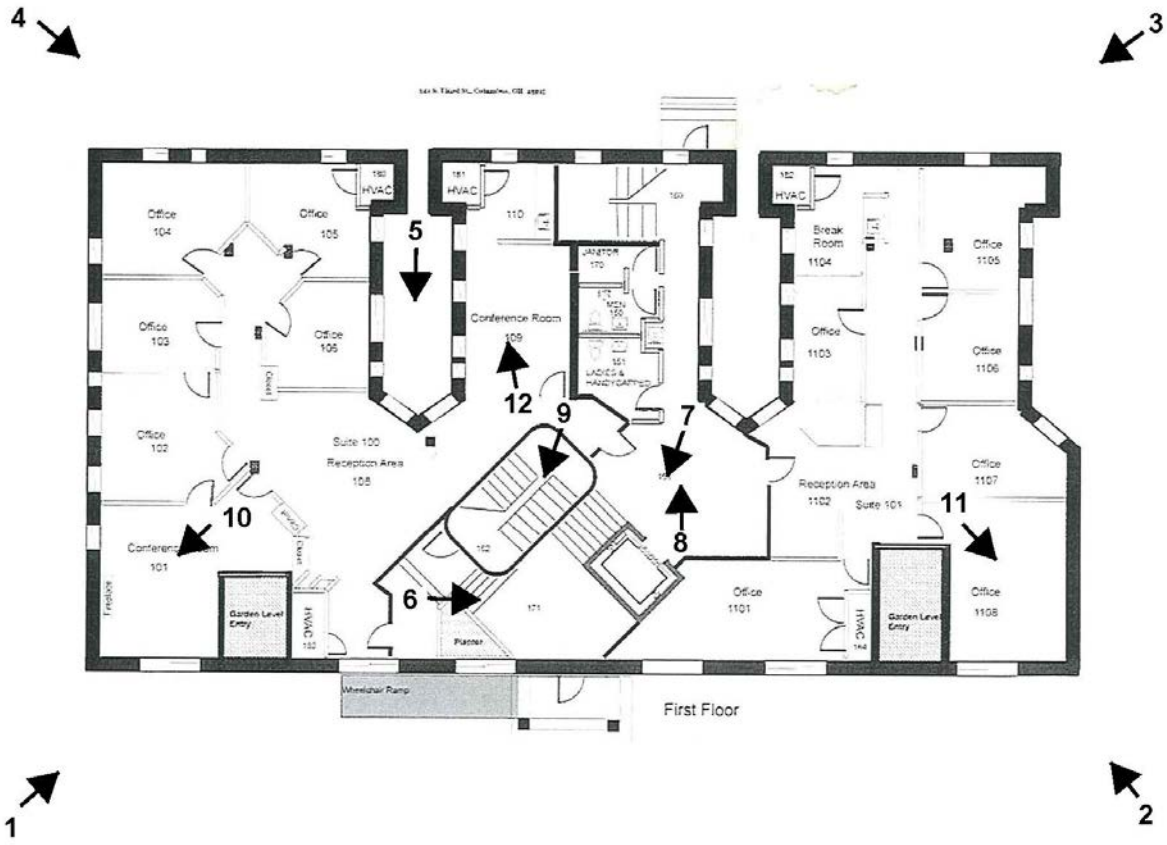 4
3
180
HVAC
181
HVAC
182
HVAC
160
Office
104
Office
105
110
Break
Room
1104
Office
1105
5
JANITOR
170
MEN
150
Office
103
Office
106
Conference Room
109
151
LADIES &
HANDYCAPPED
Office
1103
Office
1106
Closet
12
9
7
Office
102
Suite 100
Reception Area
108
Reception Area
1102
Suite 101
Office
1107
10
Closet
11
8
Conference Room
101
Closet
162
6
171
Office
1101
Office
1108
Fireplace
Garden Level
Entry
HVAC
Planter
HVAC
184
Garden Level
Entry
Wheelchair Ramp
First Floor
1
2